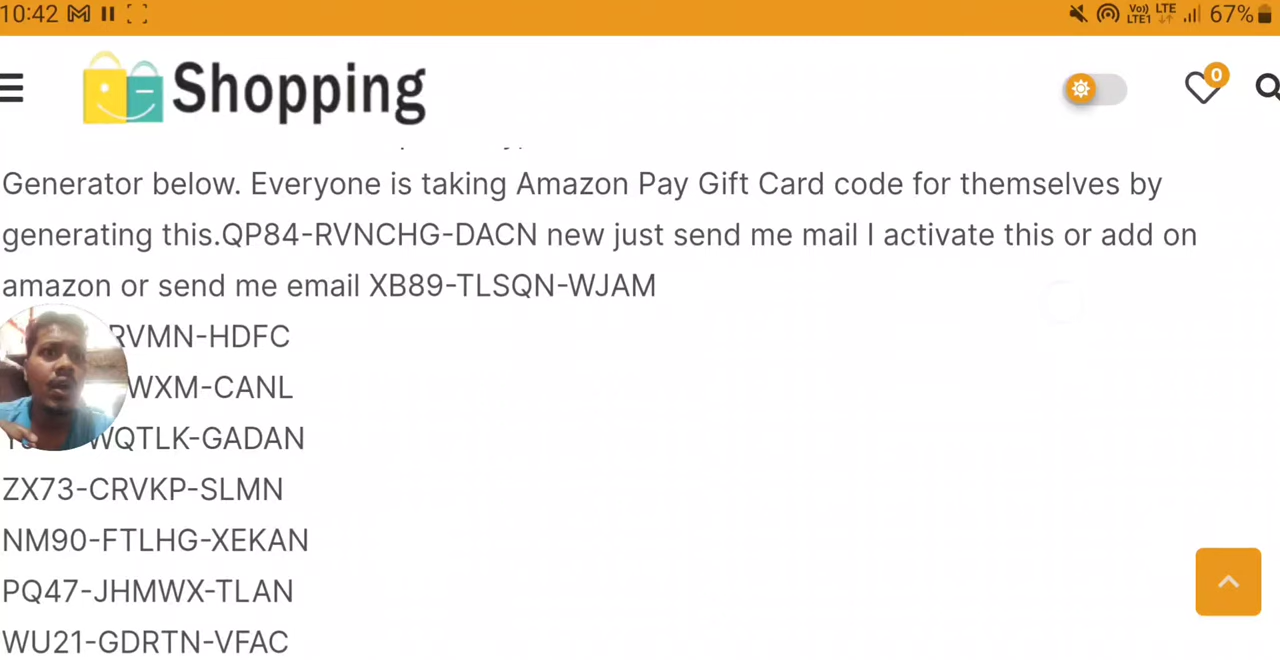 10:42 Vo)) LTE1 LTE 67%
Shopping 0
Generator below. Everyone is taking Amazon Pay Gift Card code for themselves by
generating this.QP84-RVNCHG-DACN new just send me mail I activate this or add on
amazon or send me email XB89-TLSQN-WJAM
RVMN-HDFC
WXM-CANL
WQTLK-GADAN
ZX73-CRVKP-SLMN
NM90-FTLHG-XEKAN
PQ47-JHMWX-TLAN
WU21-GDRTN-VFAC